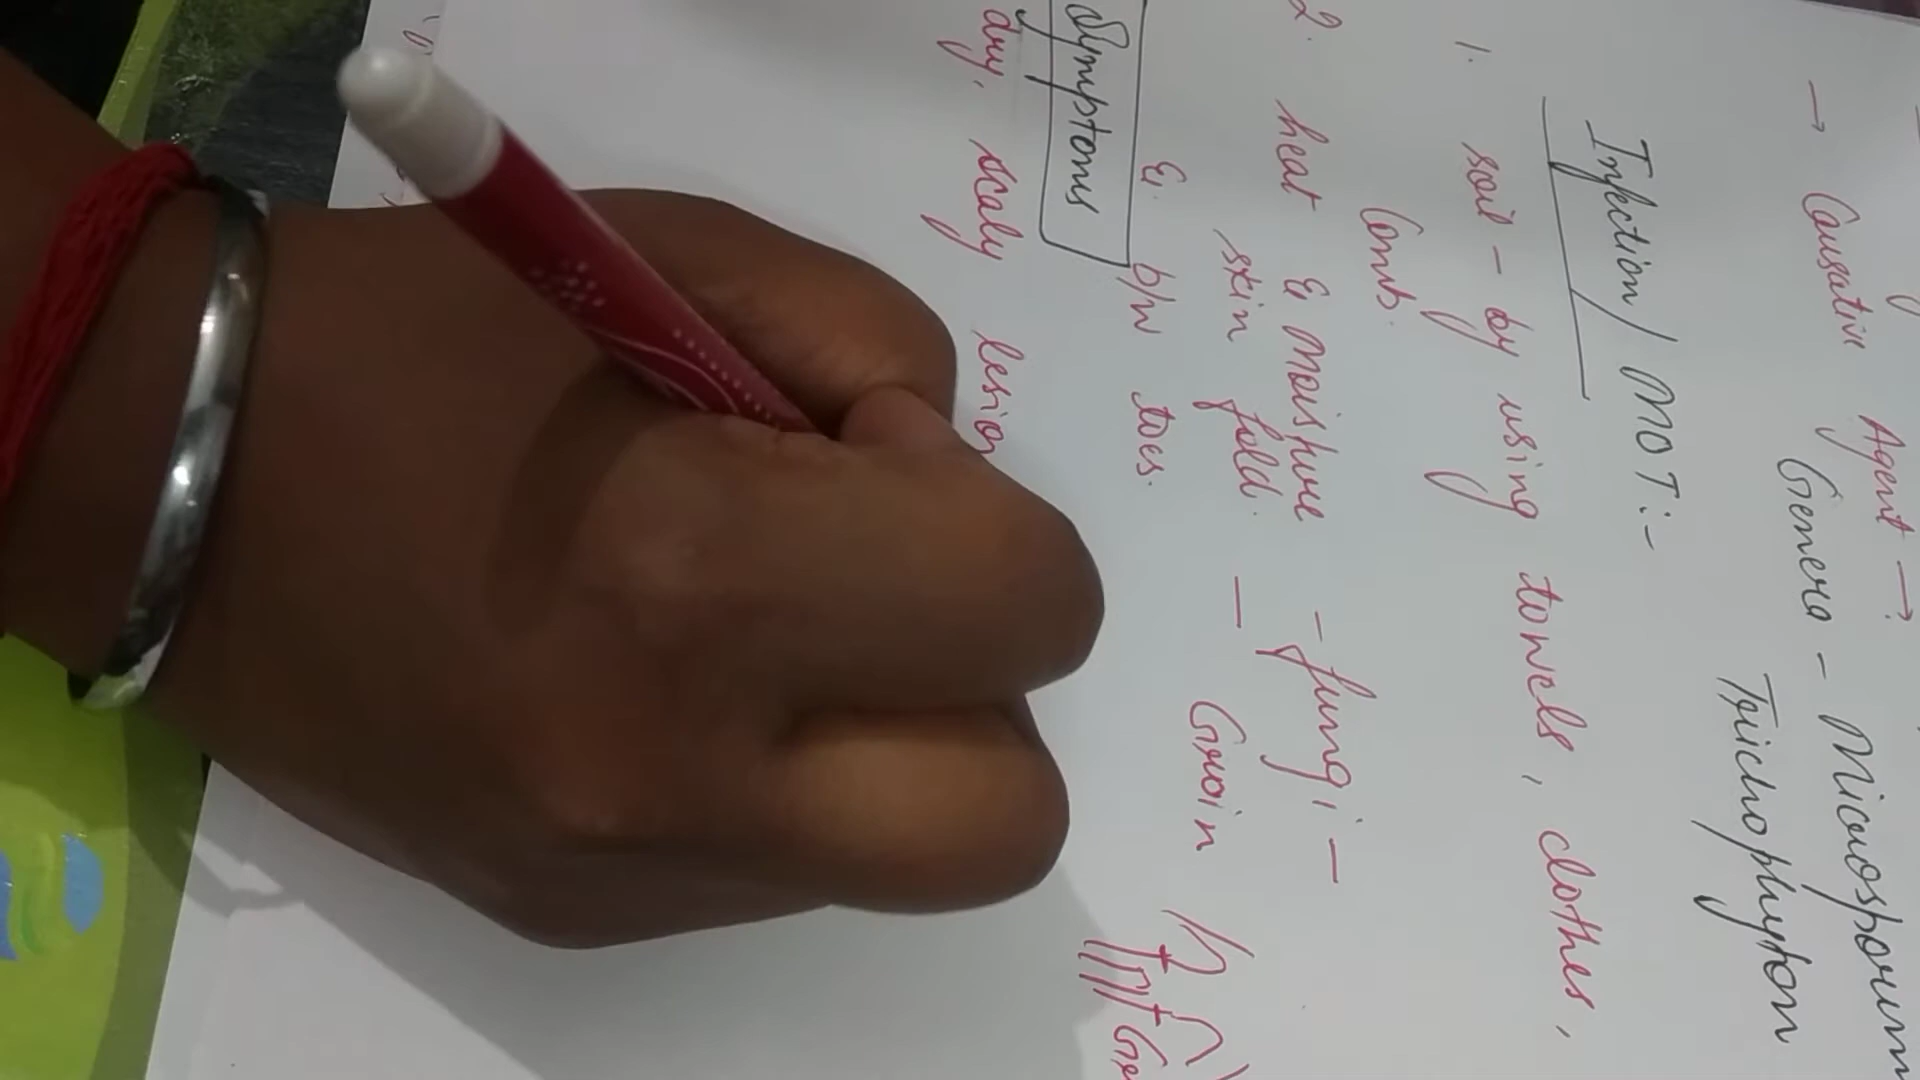 → Causative Agent →
Genera - Microsporum
Trichophyton
Infection / MOT :-
1. soil - by using towels, clothes,
Comb.
2. heat & moisture - fungi -
skin fold. — Groin
& b/w toes.
Symptoms
dry, scaly lesion